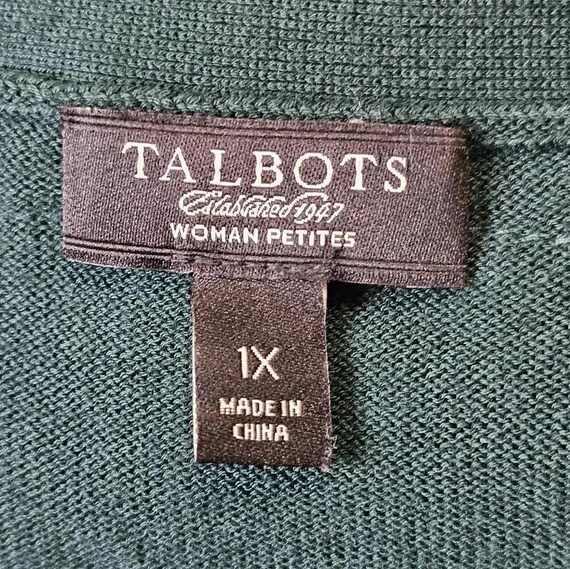 TALBOTS
Established 1947
WOMAN PETITES
1X
MADE IN
CHINA